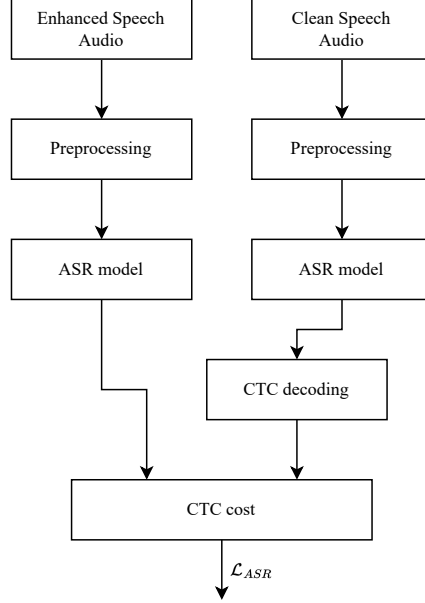 Enhanced Speech
Audio
Clean Speech
Audio
Preprocessing
Preprocessing
ASR model
ASR model
CTC decoding
CTC cost
ℒ_ASR